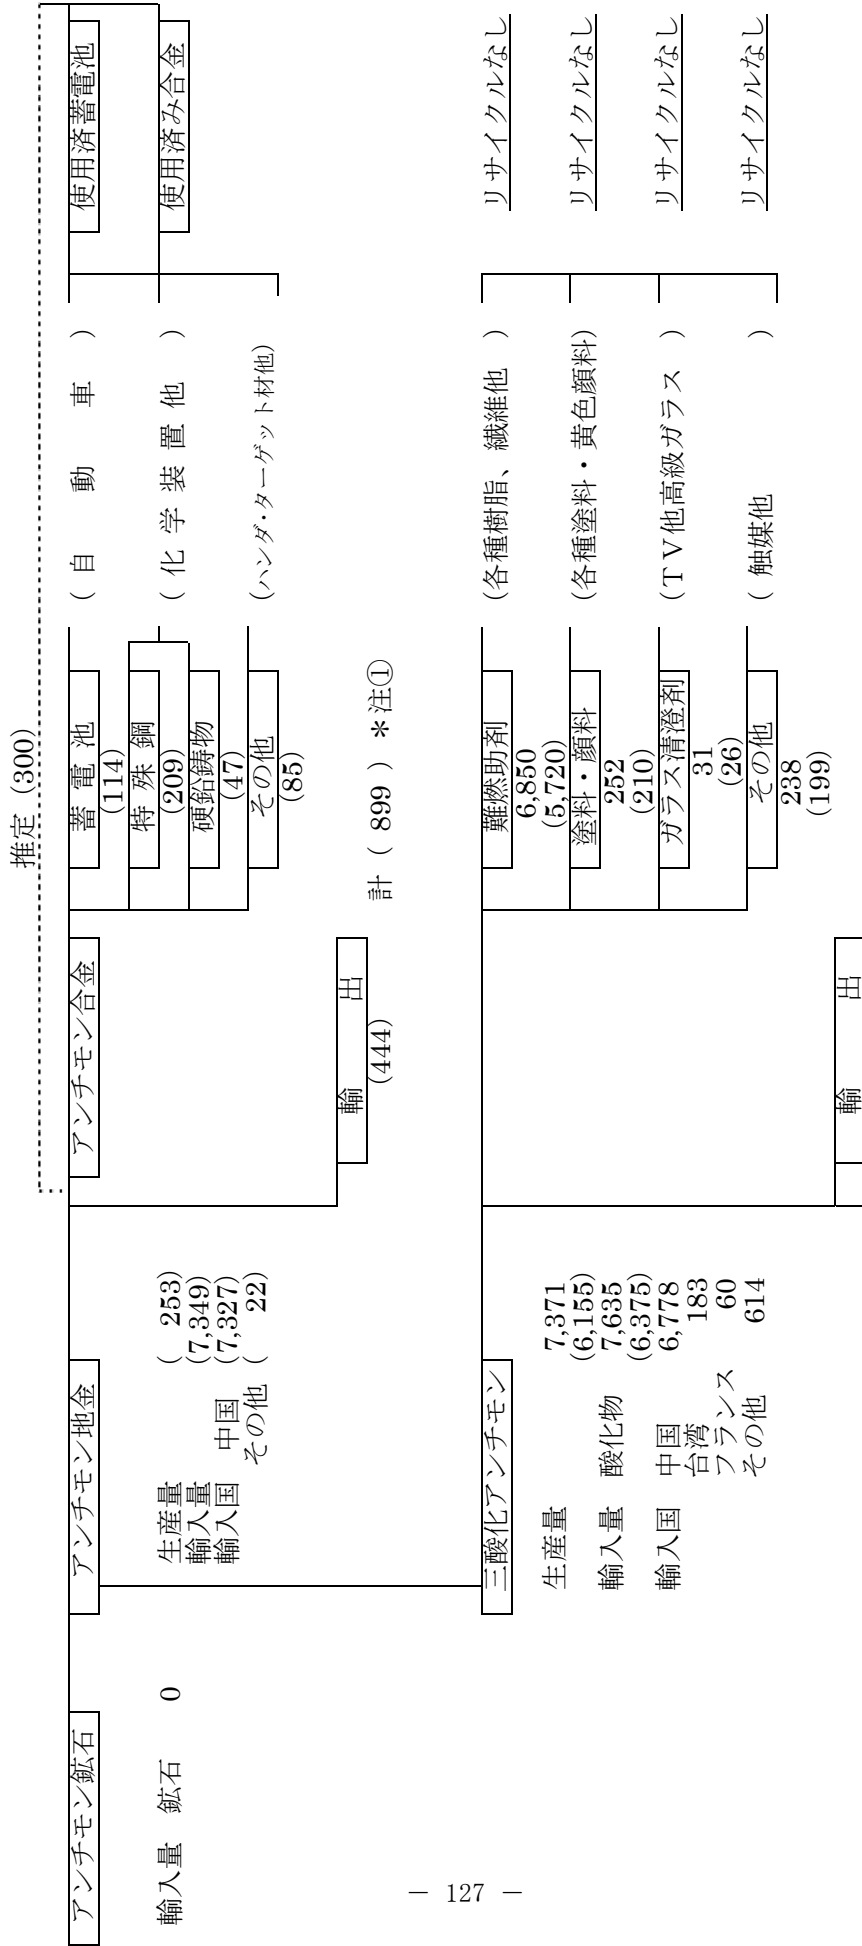 推定 (300)
アンチモン鉱石
輸入量 鉱石 0
アンチモン地金
生産量 ( 253)
輸入量 (7,349)
輸入国 中国 (7,327)
その他 ( 22)
アンチモン合金
輸 出
(444)
蓄 電 池
(114)
特 殊 鋼
(209)
硬鉛鋳物
(47)
その他
(85)
計 ( 899 ) *注①
( 自 動 車 )
( 化 学 装 置 他 )
(ハンダ・ターゲット材他)
使用済蓄電池
使用済み合金
三酸化アンチモン
生産量 7,371
(6,155)
輸入量 酸化物 7,635
(6,375)
輸入国 中国 6,778
台湾 183
フランス 60
その他 614
輸 出
難燃助剤
6,850
(5,720)
塗料・顔料
252
(210)
ガラス清澄剤
31
(26)
その他
238
(199)
(各種樹脂、繊維他 )
(各種塗料・黄色顔料)
(TV他高級ガラス )
( 触媒他 )
リサイクルなし
リサイクルなし
リサイクルなし
リサイクルなし
― 127 ―